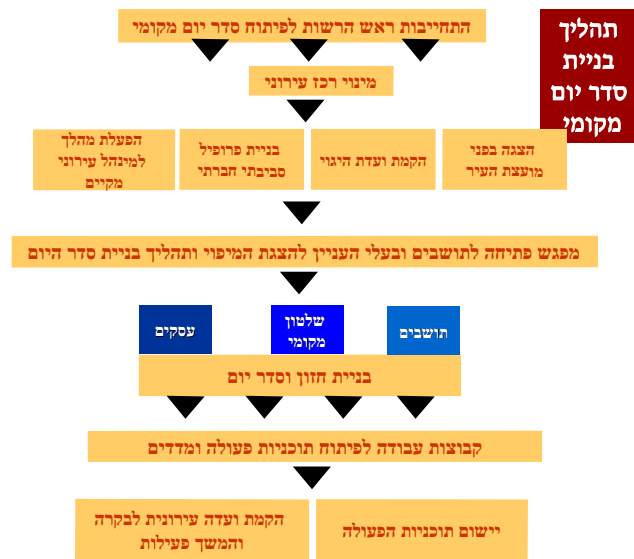 תהליך
בניית
סדר יום
מקומי
התחייבות ראש הרשות לפיתוח סדר יום מקומי
מינוי רכז עירוני
הצגה בפני
מועצת העיר
הקמת ועדת היגוי
בניית פרופיל
סביבתי חברתי
הפעלת מהלך
למינהל עירוני
מקיים
מפגש פתיחה לתושבים ובעלי העניין להצגת המיפוי ותהליך בניית סדר היום
תושבים
שלטון
מקומי
עסקים
בניית חזון וסדר יום
קבוצות עבודה לפיתוח תוכניות פעולה ומדדים
יישום תוכניות הפעולה
הקמת ועדה עירונית לבקרה
והמשך פעילות